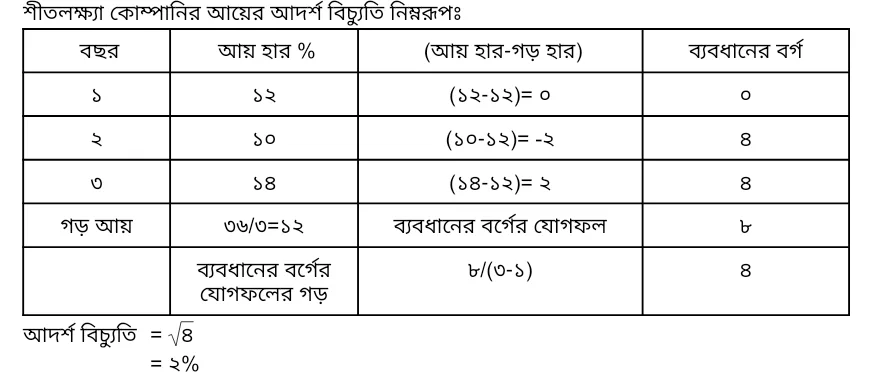 শীতলক্ষ্যা কোম্পানির আয়ের আদর্শ বিচ্যুতি নিম্নরূপঃ
বছর আয় হার % (আয় হার-গড় হার) ব্যবধানের বর্গ
১ ১২ (১২-১২)= ০ ০
২ ১০ (১০-১২)= -২ ৪
৩ ১৪ (১৪-১২)= ২ ৪
গড় আয় ৩৬/৩=১২ ব্যবধানের বর্গের যোগফল ৮
ব্যবধানের বর্গের যোগফলের গড় ৮/(৩-১) ৪
আদর্শ বিচ্যুতি = √৪
= ২%